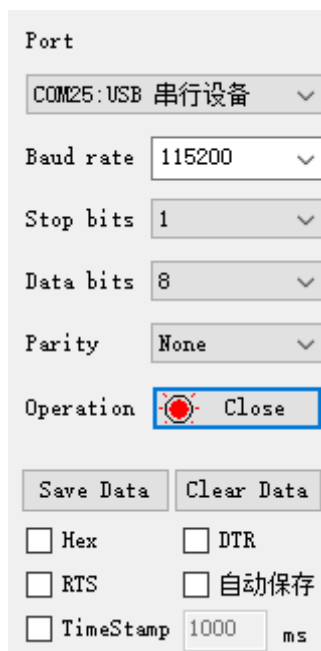 Port
COM25:USB 串行设备
Baud rate 115200
Stop bits 1
Data bits 8
Parity None
Operation Close
Save Data Clear Data
Hex DTR
RTS 自动保存
TimeStamp 1000 ms